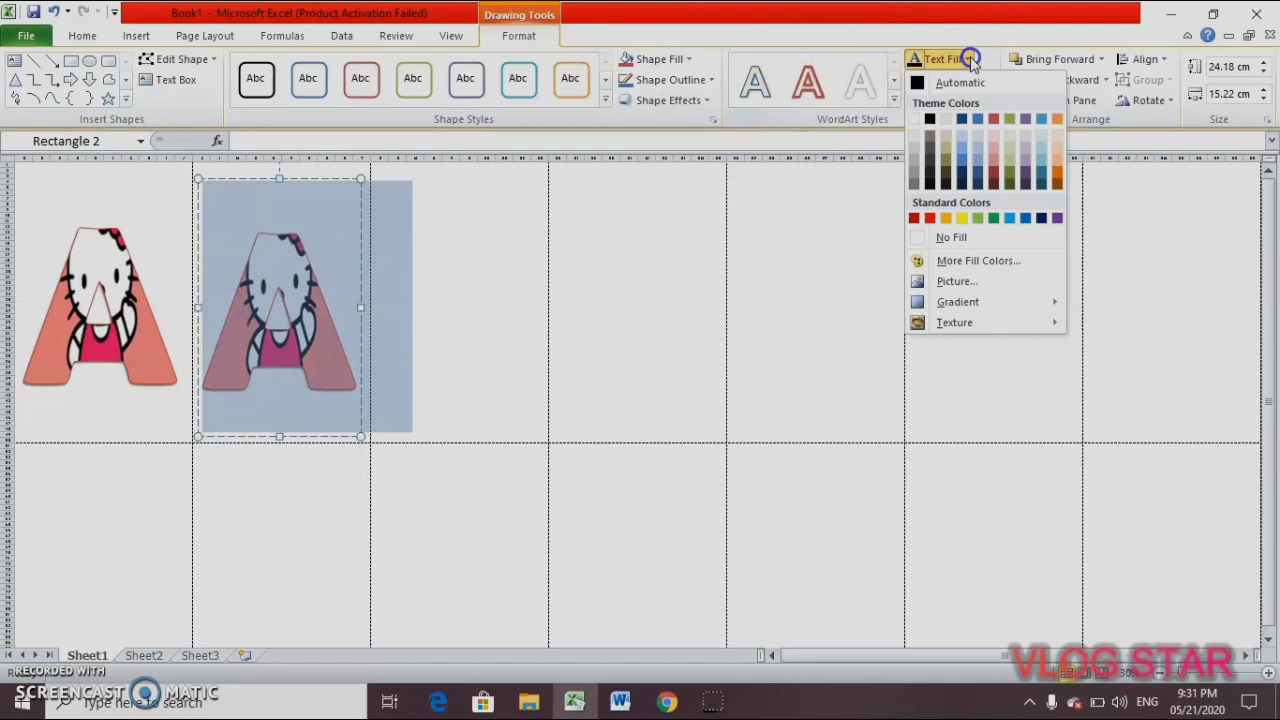 Book1 - Microsoft Excel (Product Activation Failed)
Drawing Tools
File Home Insert Page Layout Formulas Data Review View Format
Edit Shape
Text Box
Insert Shapes
Abc Abc Abc Abc Abc Abc Abc
Shape Fill
Shape Outline
Shape Effects
Shape Styles
A A A
WordArt Styles
A Text Fill
Bring Forward
Align
Group
Rotate
Arrange
24.18 cm
15.22 cm
Size
Automatic
Theme Colors
Standard Colors
No Fill
More Fill Colors...
Picture...
Gradient
Texture
Rectangle 2
fx
A A
Sheet1 Sheet2 Sheet3
30%
VLOG STAR
RECORDED WITH
SCREENCAST MATIC
Type here to search
ENG
9:31 PM
05/21/2020